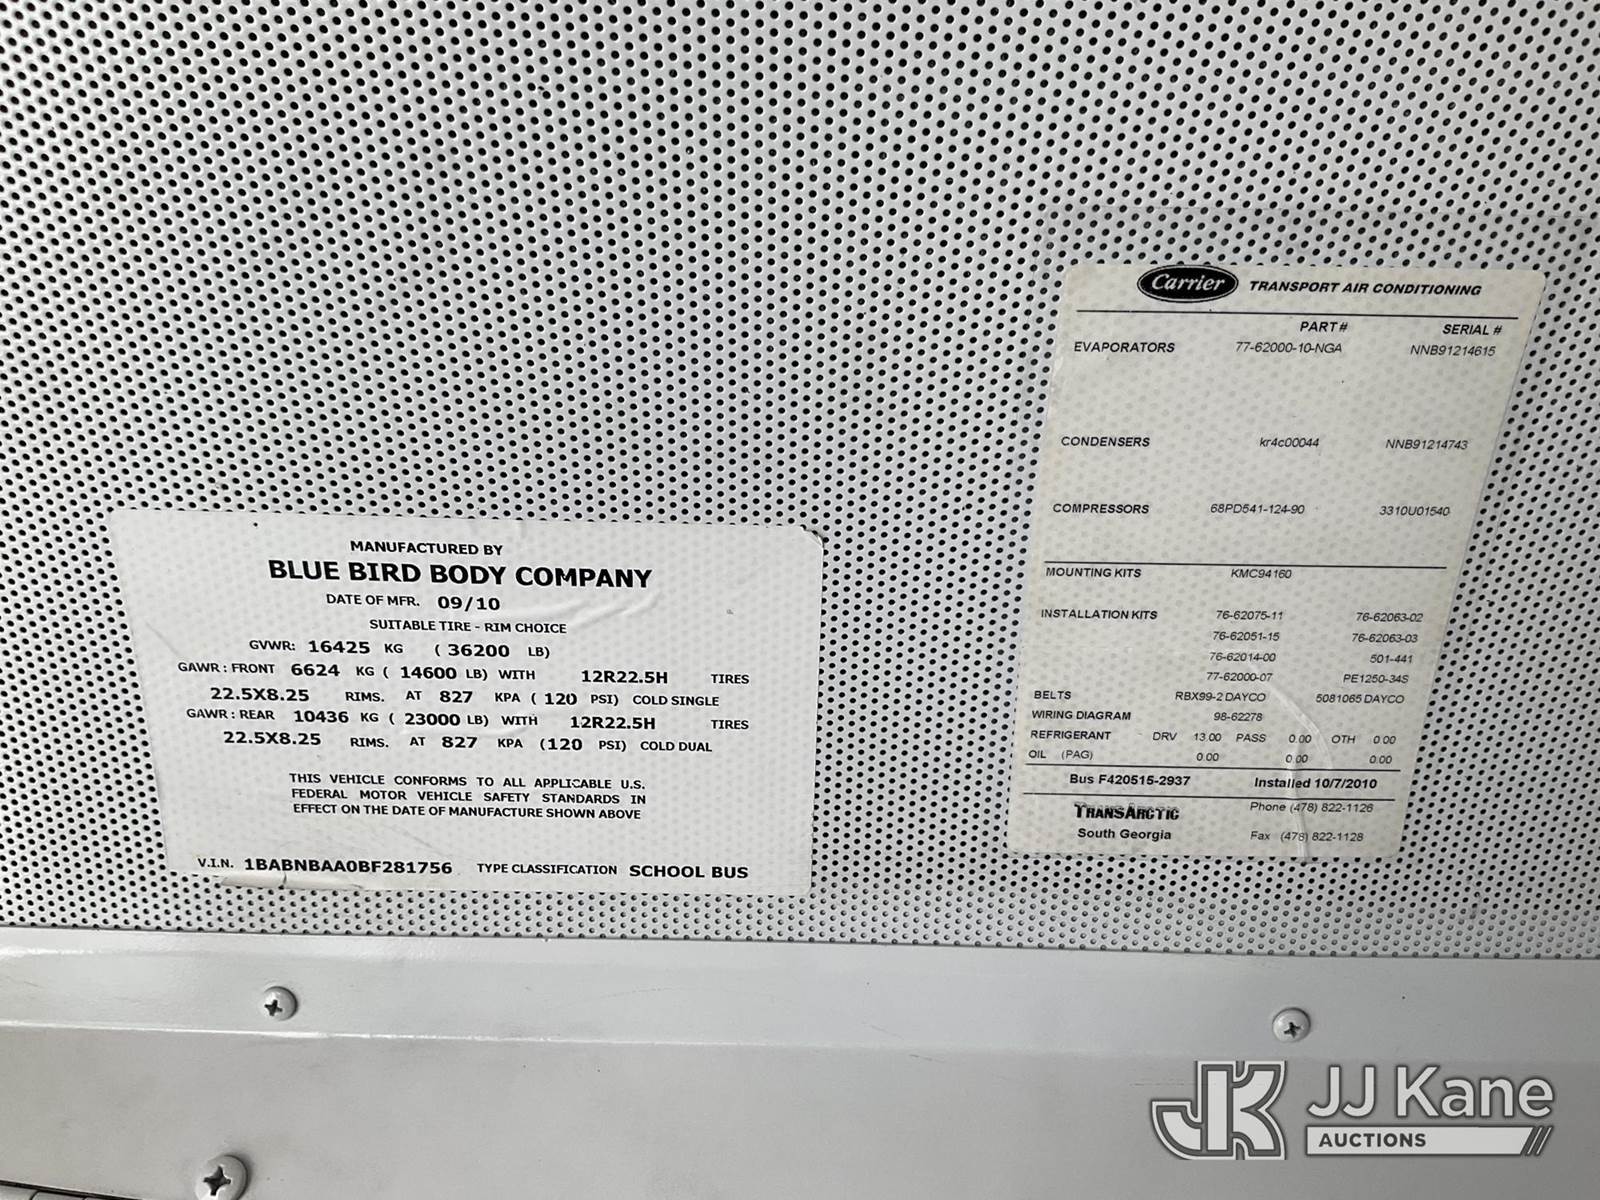 MANUFACTURED BY
BLUE BIRD BODY COMPANY
DATE OF MFR. 09/10
SUITABLE TIRE - RIM CHOICE
GVWR: 16425 KG ( 36200 LB)
GAWR : FRONT 6624 KG ( 14600 LB) WITH 12R22.5H TIRES
22.5X8.25 RIMS. AT 827 KPA ( 120 PSI) COLD SINGLE
GAWR : REAR 10436 KG ( 23000 LB) WITH 12R22.5H TIRES
22.5X8.25 RIMS. AT 827 KPA (120 PSI) COLD DUAL
THIS VEHICLE CONFORMS TO ALL APPLICABLE U.S.
FEDERAL MOTOR VEHICLE SAFETY STANDARDS IN
EFFECT ON THE DATE OF MANUFACTURE SHOWN ABOVE
V.I.N. 1BABNBAA0BF281756 TYPE CLASSIFICATION SCHOOL BUS
Carrier TRANSPORT AIR CONDITIONING
PART# SERIAL #
EVAPORATORS 77-62000-10-NGA NNB91214615
CONDENSERS kr4c00044 NNB91214743
COMPRESSORS 68PD541-124-90 3310U01540
MOUNTING KITS KMC94160
INSTALLATION KITS 76-62075-11 76-62063-02
76-62051-15 76-62063-03
76-62014-00 501-441
77-62000-07 PE1250-34S
BELTS RBX99-2 DAYCO 5081065 DAYCO
WIRING DIAGRAM 98-62278
REFRIGERANT DRV 13.00 PASS 0.00 OTH 0.00
OIL (PAG) 0.00 0.00 0.00
Bus F420515-2937 Installed 10/7/2010
TRANSARCTIC Phone (478) 822-1126
South Georgia Fax (478) 822-1128
JK JJ Kane
AUCTIONS